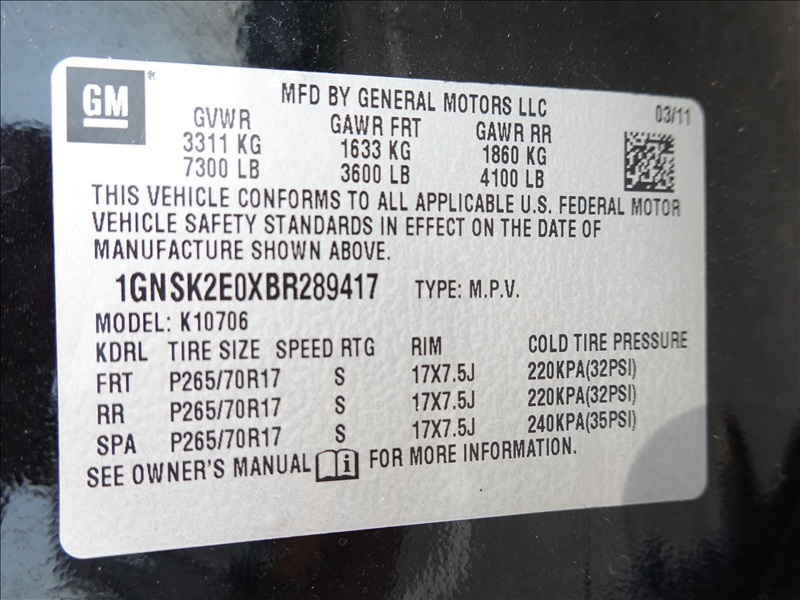 GM®
MFD BY GENERAL MOTORS LLC 03/11
GVWR GAWR FRT GAWR RR
3311 KG 1633 KG 1860 KG
7300 LB 3600 LB 4100 LB
THIS VEHICLE CONFORMS TO ALL APPLICABLE U.S. FEDERAL MOTOR
VEHICLE SAFETY STANDARDS IN EFFECT ON THE DATE OF
MANUFACTURE SHOWN ABOVE.
1GNSK2E0XBR289417 TYPE: M.P.V.
MODEL: K10706
KDRL TIRE SIZE SPEED RTG RIM COLD TIRE PRESSURE
FRT P265/70R17 S 17X7.5J 220KPA(32PSI)
RR P265/70R17 S 17X7.5J 220KPA(32PSI)
SPA P265/70R17 S 17X7.5J 240KPA(35PSI)
SEE OWNER'S MANUAL i FOR MORE INFORMATION.